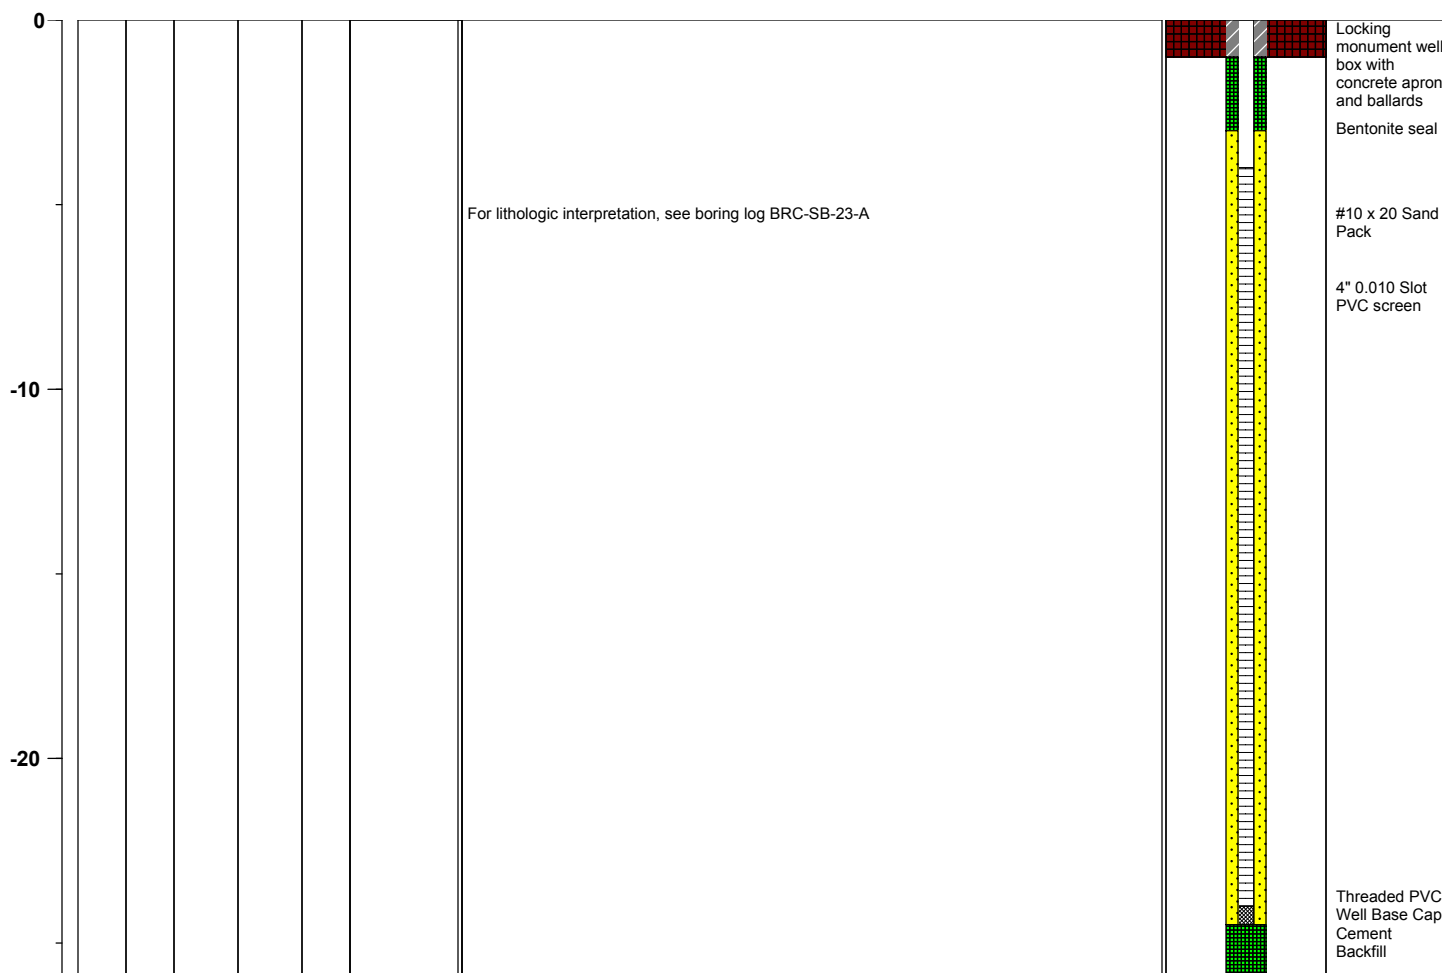 0
Locking
monument well
box with
concrete apron
and ballards
Bentonite seal
For lithologic interpretation, see boring log BRC-SB-23-A
#10 x 20 Sand
Pack
4" 0.010 Slot
PVC screen
-10
-20
Threaded PVC
Well Base Cap
Cement
Backfill